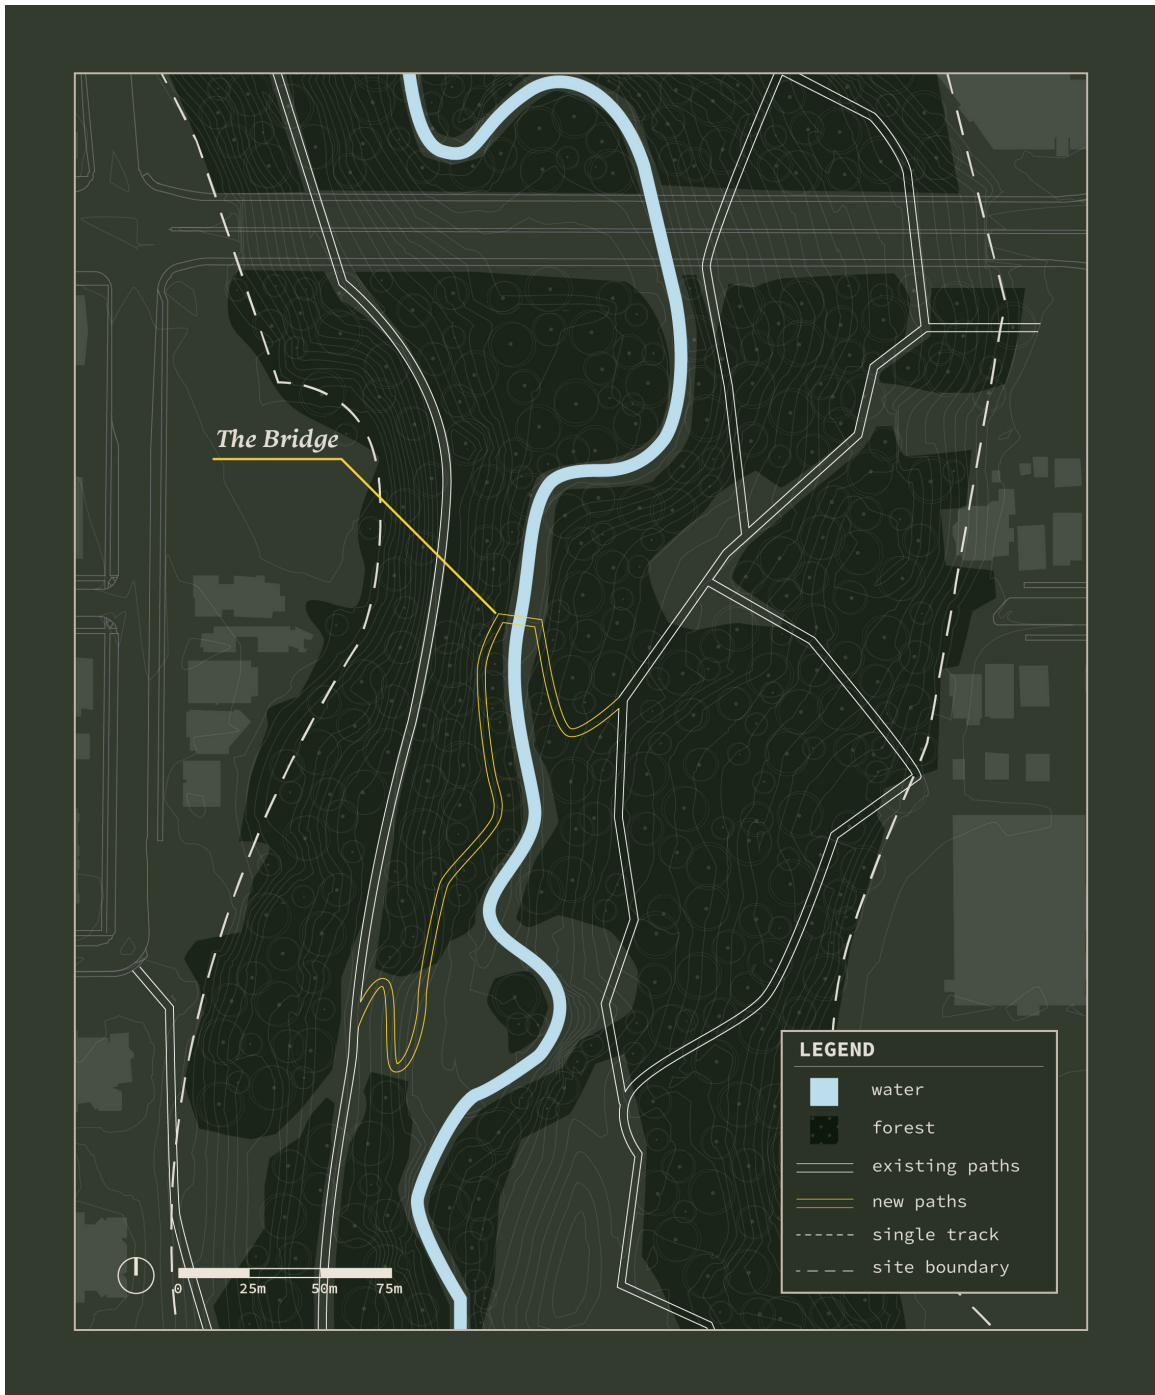 The Bridge
LEGEND
water
forest
existing paths
new paths
single track
site boundary
0 25m 50m 75m